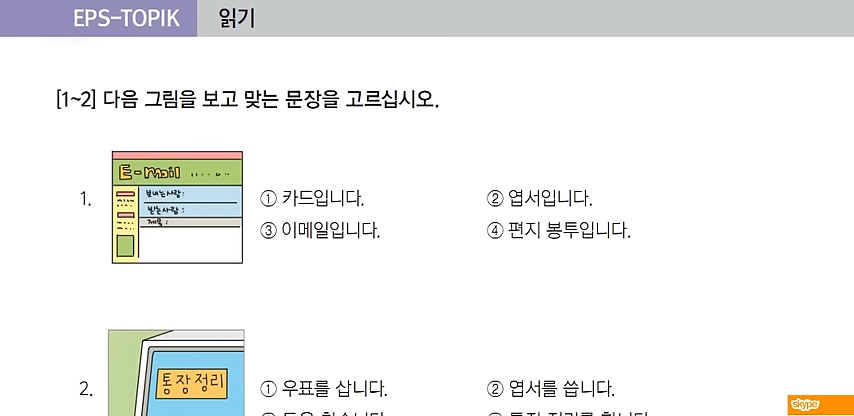 EPS-TOPIK 읽기
[1~2] 다음 그림을 보고 맞는 문장을 고르십시오.
1.
E-mail
보내는사람:
받는사람:
제목:
① 카드입니다. ② 엽서입니다.
③ 이메일입니다. ④ 편지 봉투입니다.
2.
통장정리
① 우표를 삽니다. ② 엽서를 씁니다.
skype